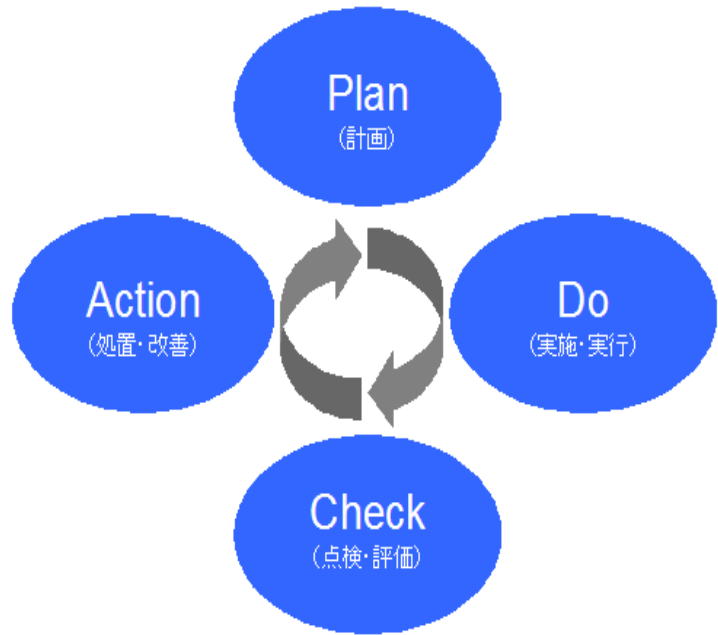 Plan
(計画)
Action
(処置・改善)
Do
(実施・実行)
Check
(点検・評価)